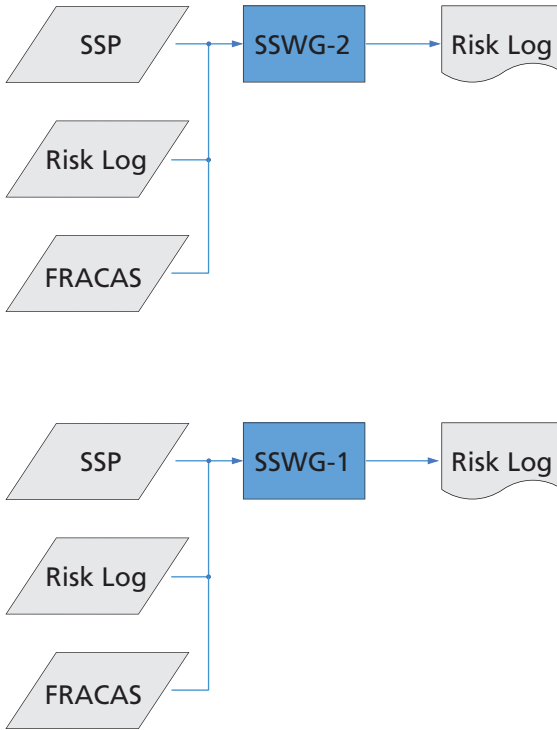 SSP
SSWG-2
Risk Log
Risk Log
FRACAS
SSP
SSWG-1
Risk Log
Risk Log
FRACAS